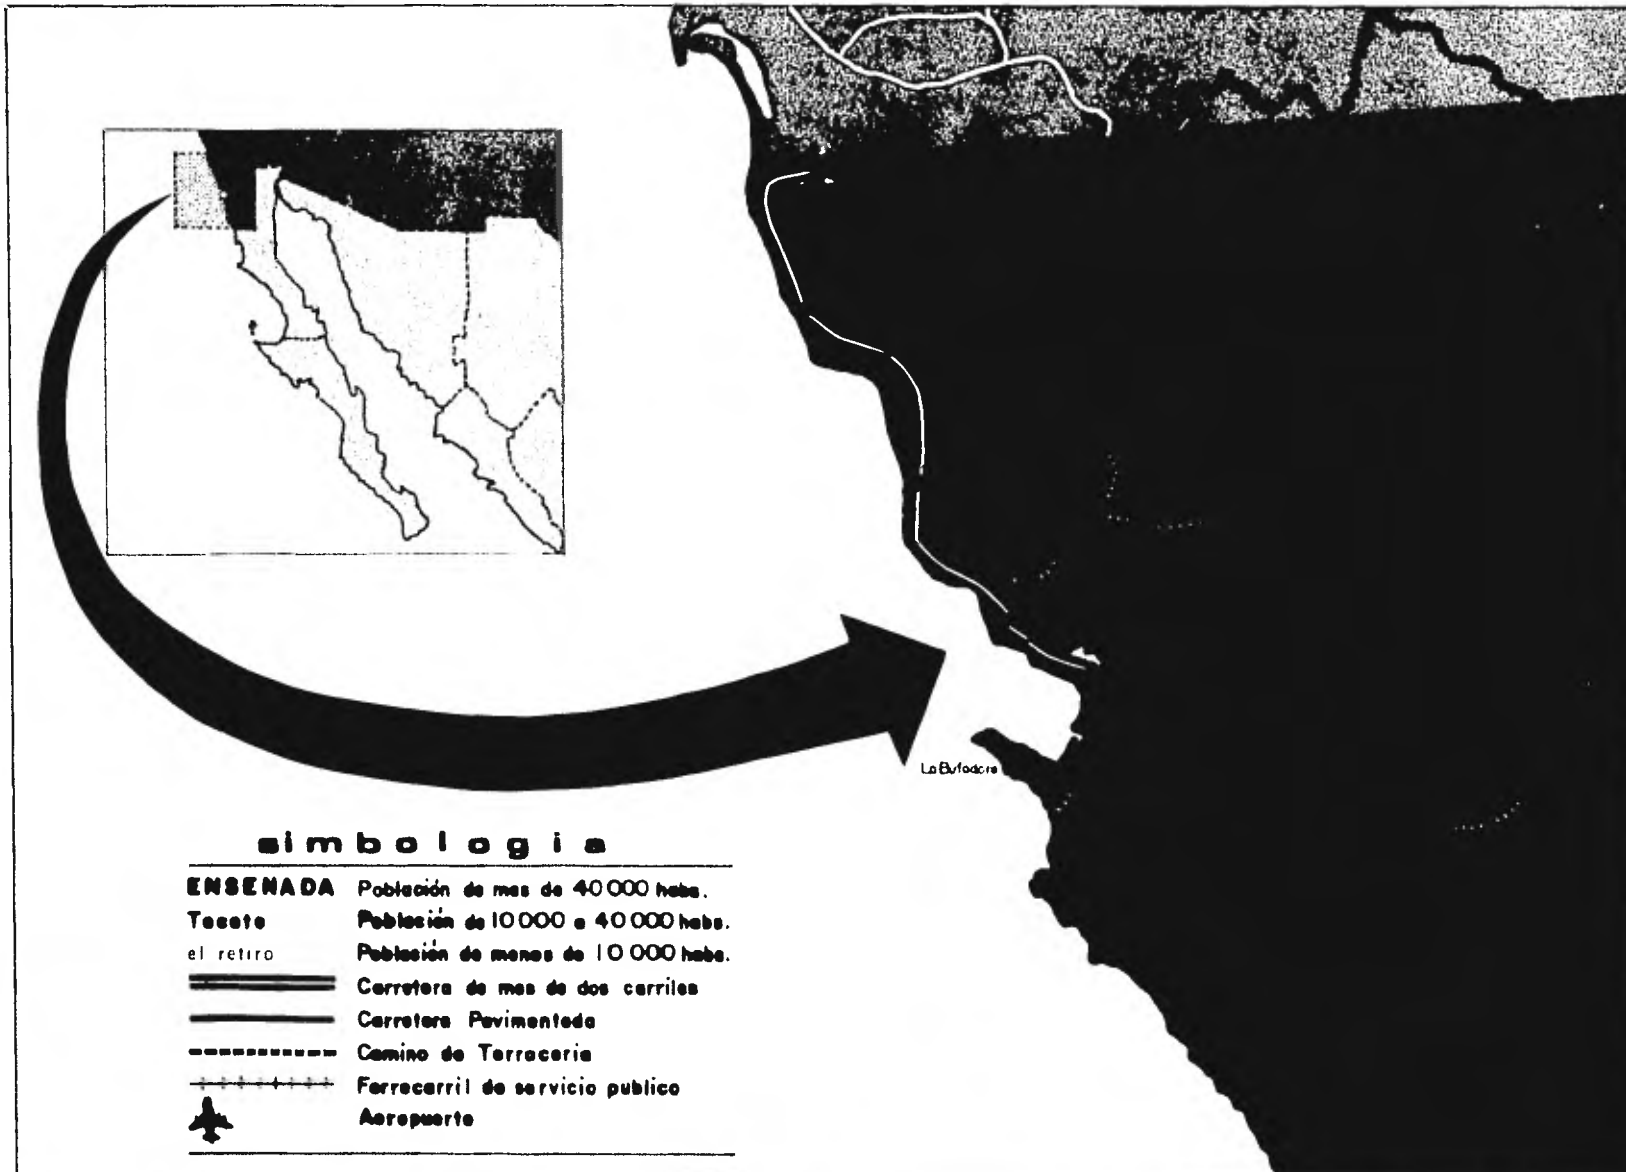 La Bufadora
simbologia
ENSENADA Población de mas de 40 000 habs.
Tecate Población de 10 000 a 40 000 habs.
el retiro Población de menos de 10 000 habs.
Carretera de mas de dos carriles
Carretera Pavimentada
Camino de Terraceria
Ferrocarril de servicio publico
Aeropuerto